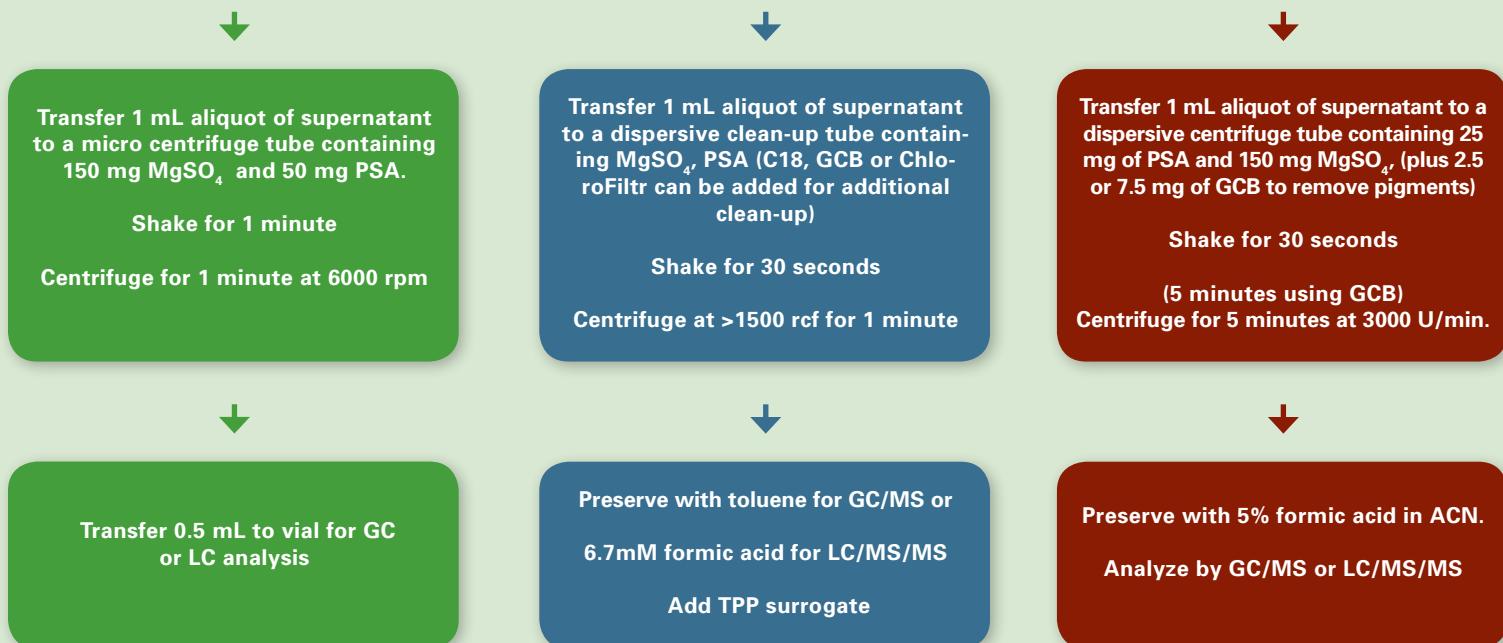 Transfer 1 mL aliquot of supernatant
to a micro centrifuge tube containing
150 mg MgSO₄ and 50 mg PSA.
Shake for 1 minute
Centrifuge for 1 minute at 6000 rpm
Transfer 1 mL aliquot of supernatant
to a dispersive clean-up tube contain-
ing MgSO₄, PSA (C18, GCB or Chlo-
roFiltr can be added for additional
clean-up)
Shake for 30 seconds
Centrifuge at >1500 rcf for 1 minute
Transfer 1 mL aliquot of supernatant to a
dispersive centrifuge tube containing 25
mg of PSA and 150 mg MgSO₄, (plus 2.5
or 7.5 mg of GCB to remove pigments)
Shake for 30 seconds
(5 minutes using GCB)
Centrifuge for 5 minutes at 3000 U/min.
Transfer 0.5 mL to vial for GC
or LC analysis
Preserve with toluene for GC/MS or
6.7mM formic acid for LC/MS/MS
Add TPP surrogate
Preserve with 5% formic acid in ACN.
Analyze by GC/MS or LC/MS/MS